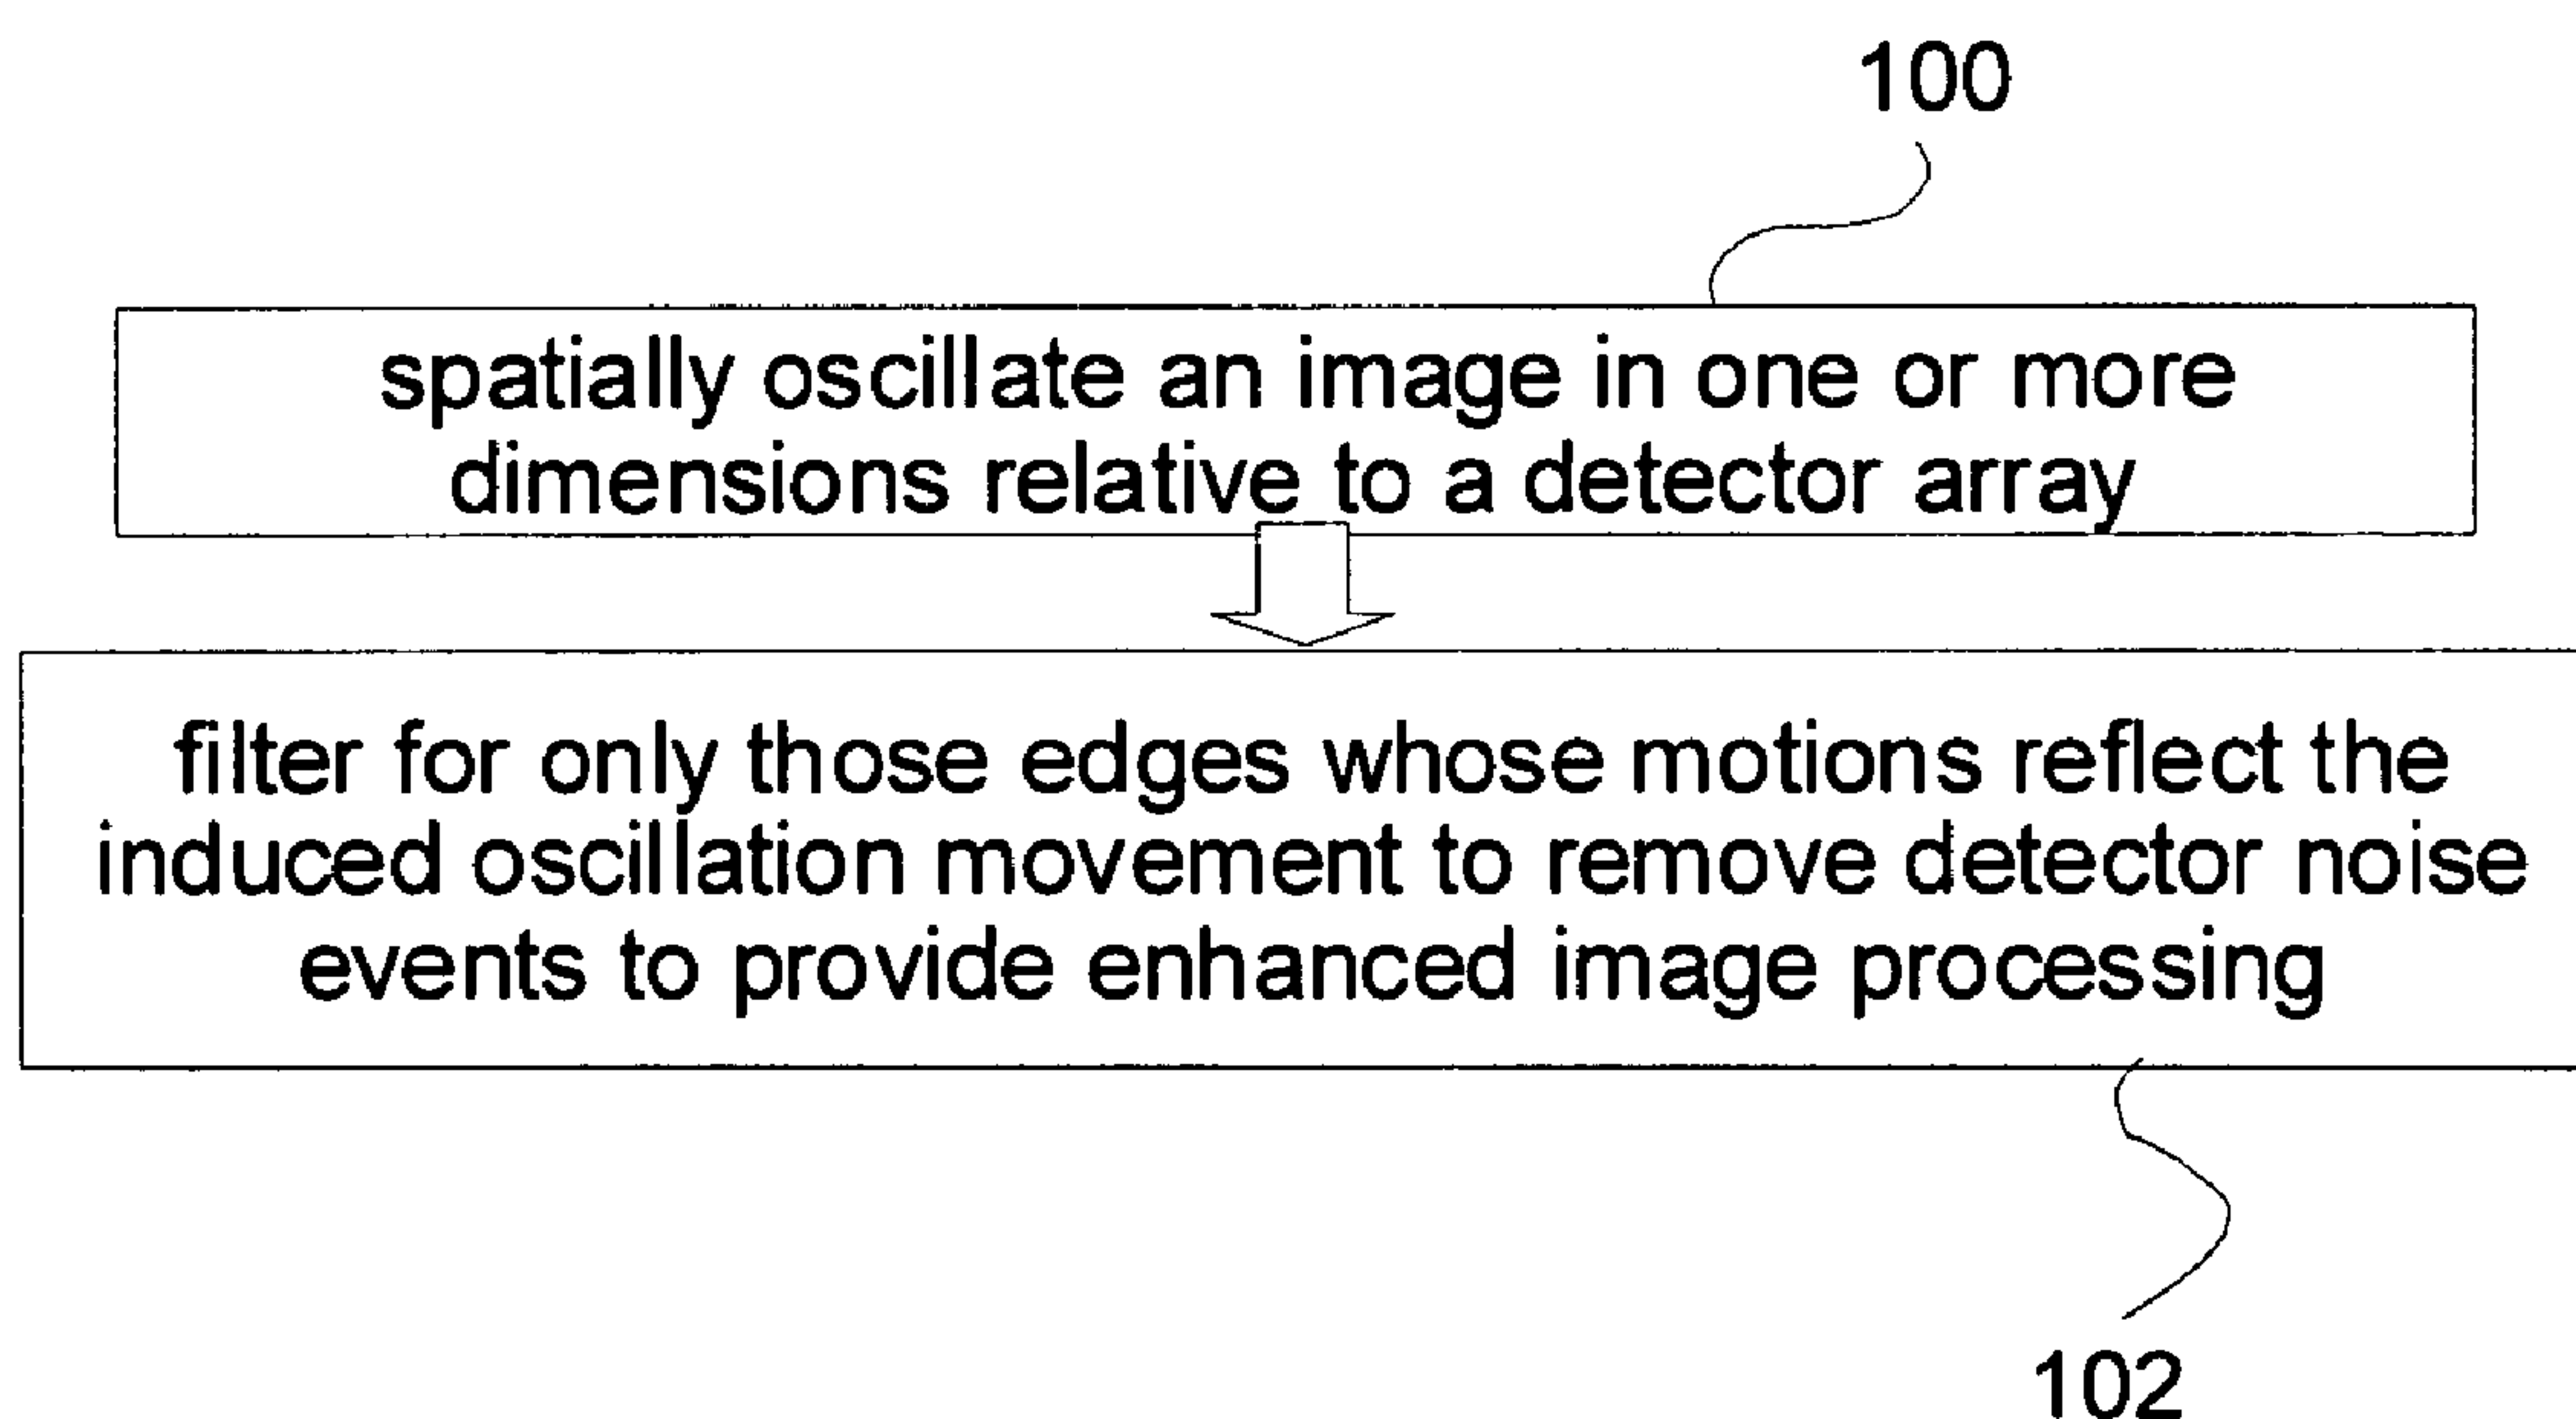 100
spatially oscillate an image in one or more
dimensions relative to a detector array
filter for only those edges whose motions reflect the
induced oscillation movement to remove detector noise
events to provide enhanced image processing
102